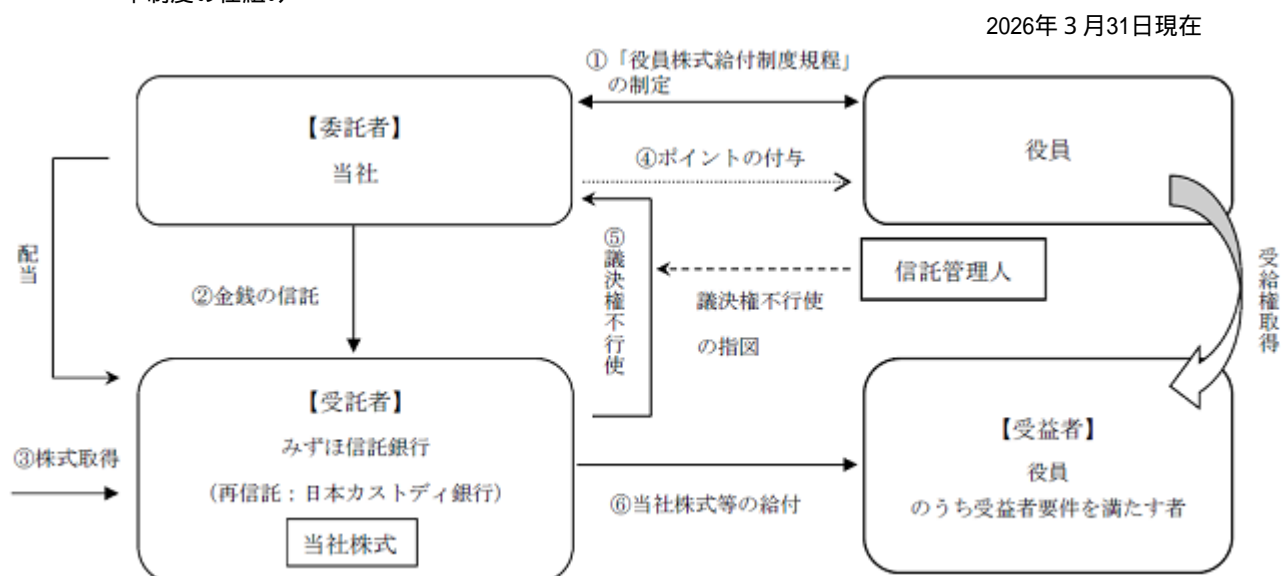 本制度の仕組み
2026年３月31日現在
①「役員株式給付制度規程」
の制定
【委託者】
当社
役員
④ポイントの付与
配当
②金銭の信託
⑤議決権不行使
信託管理人
議決権不行使
の指図
受給権取得
【受託者】
みずほ信託銀行
（再信託：日本カストディ銀行）
当社株式
③株式取得
⑥当社株式等の給付
【受益者】
役員
のうち受益者要件を満たす者